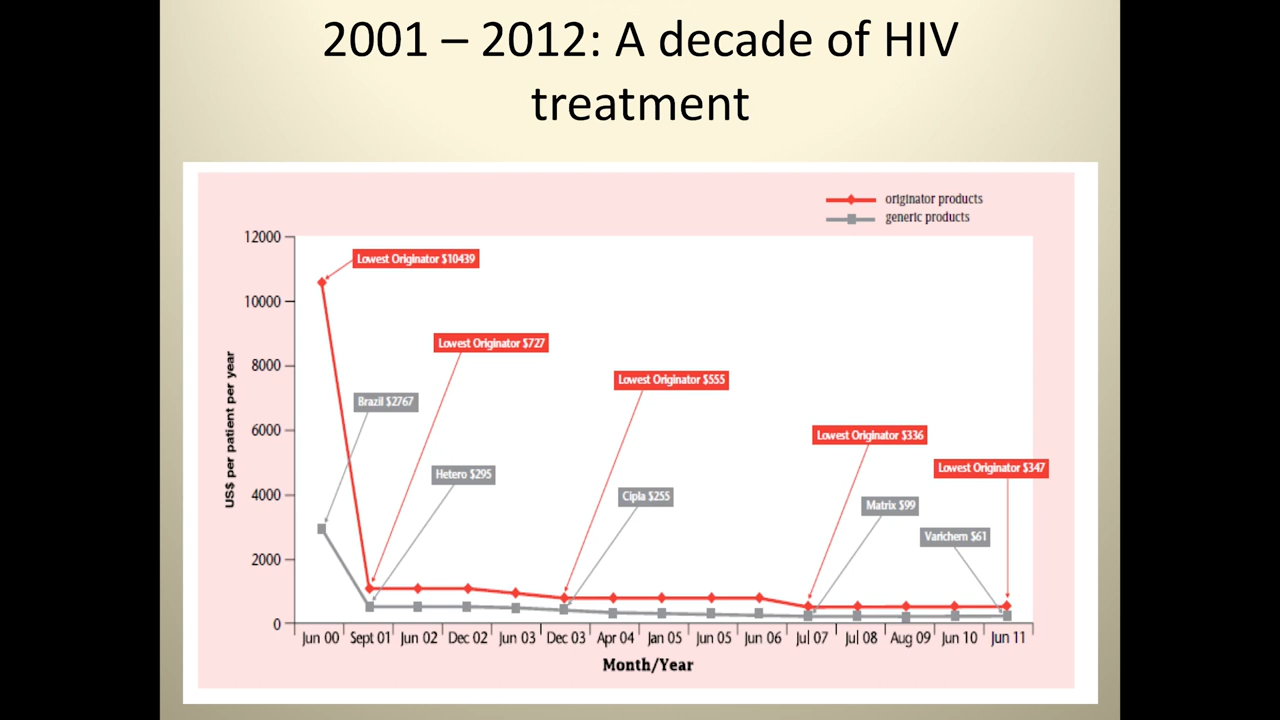 2001 – 2012: A decade of HIV
treatment
originator products
generic products
12000
10000
8000
6000
4000
2000
0
US$ per patient per year
Lowest Originator $10439
Lowest Originator $727
Lowest Originator $555
Brazil $2767
Lowest Originator $336
Lowest Originator $347
Hetero $295
Cipla $255
Matrix $99
Varichem $61
Jun 00 Sept 01 Jun 02 Dec 02 Jun 03 Dec 03 Apr 04 Jan 05 Jun 05 Jun 06 Jul 07 Jul 08 Aug 09 Jun 10 Jun 11
Month/Year